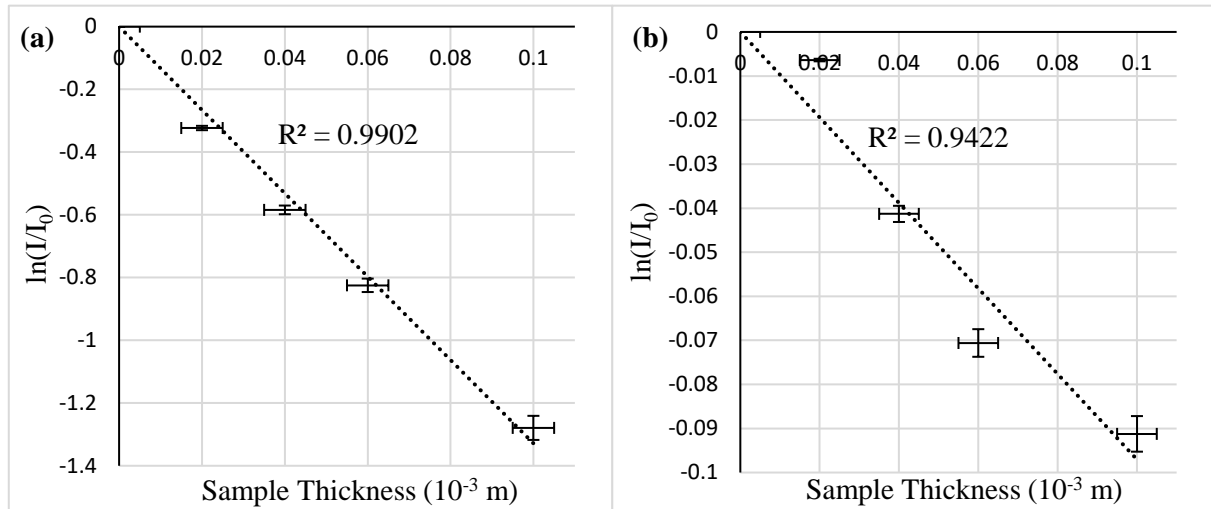 (a)
0
-0.2
-0.4
-0.6
-0.8
-1
-1.2
-1.4
0 0.02 0.04 0.06 0.08 0.1
R² = 0.9902
ln(I/I₀)
Sample Thickness (10⁻³ m)
(b)
0
-0.01
-0.02
-0.03
-0.04
-0.05
-0.06
-0.07
-0.08
-0.09
-0.1
0 0.02 0.04 0.06 0.08 0.1
R² = 0.9422
ln(I/I₀)
Sample Thickness (10⁻³ m)